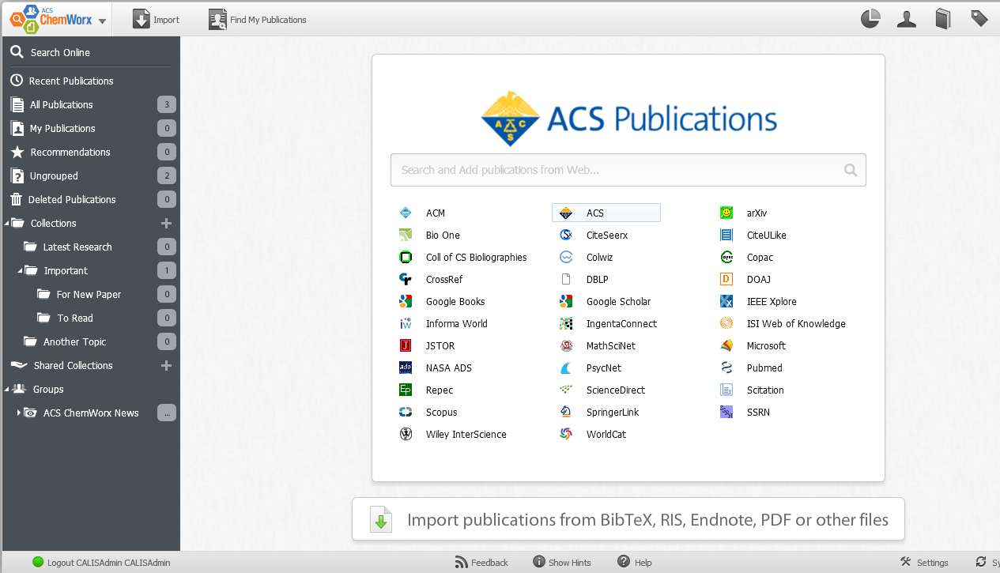 ACS
ChemWorx
Import
Find My Publications
Search Online
Recent Publications
All Publications 3
My Publications 0
Recommendations 0
Ungrouped 2
Deleted Publications 0
Collections
Latest Research 0
Important 1
For New Paper 0
To Read 0
Another Topic 0
Shared Collections
Groups
ACS ChemWorx News ...
ACS Publications
Search and Add publications from Web...
ACM ACS arXiv
Bio One CiteSeerx CiteULike
Coll of CS Bioliographies Colwiz Copac
CrossRef DBLP DOAJ
Google Books Google Scholar IEEE Xplore
Informa World IngentaConnect ISI Web of Knowledge
JSTOR MathSciNet Microsoft
NASA ADS PsycNet Pubmed
Repec ScienceDirect Scitation
Scopus SpringerLink SSRN
Wiley InterScience WorldCat
Import publications from BibTeX, RIS, Endnote, PDF or other files
Logout CALISAdmin CALISAdmin Feedback Show Hints Help Settings Sy